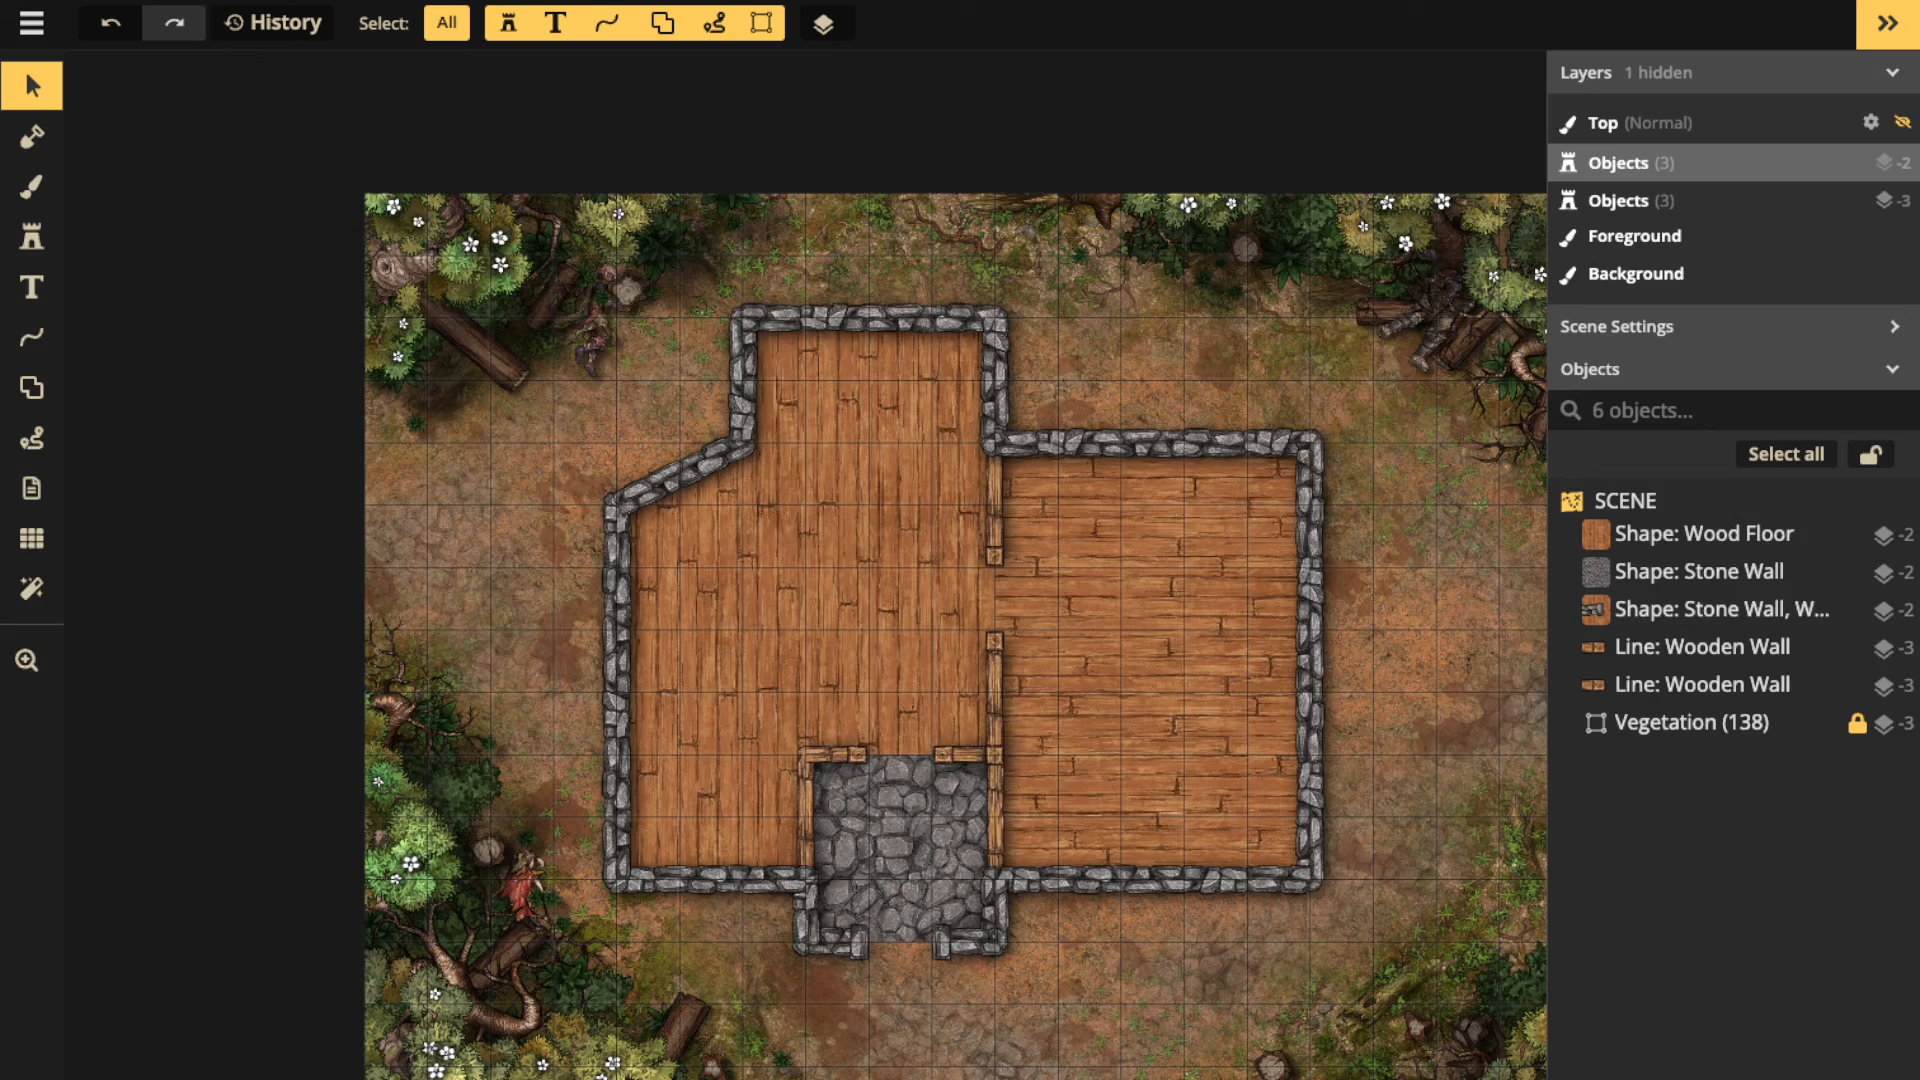 History
Select:
All
T
Layers 1 hidden
Top (Normal)
Objects (3) -2
Objects (3) -3
Foreground
Background
Scene Settings
Objects
6 objects...
Select all
SCENE
Shape: Wood Floor -2
Shape: Stone Wall -2
Shape: Stone Wall, W... -2
Line: Wooden Wall -3
Line: Wooden Wall -3
Vegetation (138) -3